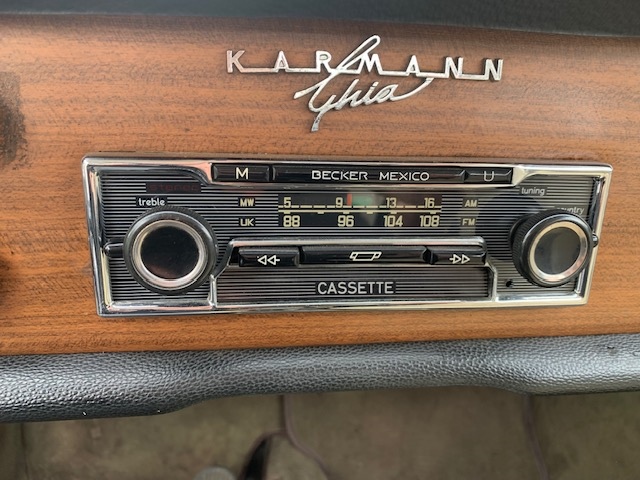 KARMANN
Ghia
M BECKER MEXICO U
treble tuning
MW 5 9 13 16 AM
country
UK 88 96 104 108 FM
CASSETTE